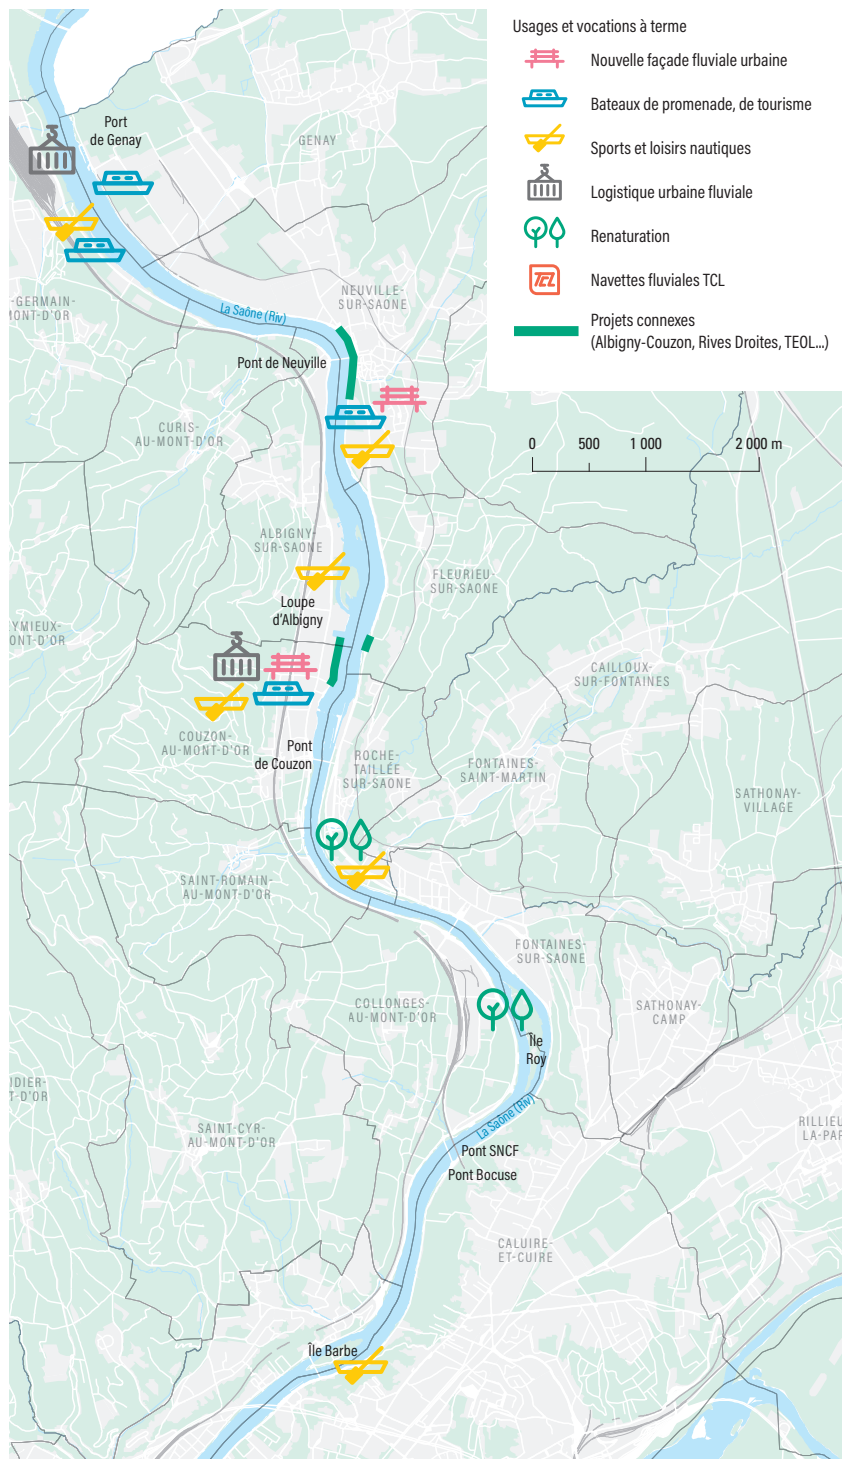 Usages et vocations à terme
Nouvelle façade fluviale urbaine
Bateaux de promenade, de tourisme
Sports et loisirs nautiques
Logistique urbaine fluviale
Renaturation
TCL
Navettes fluviales TCL
Projets connexes
(Albigny-Couzon, Rives Droites, TEOL...)
0 500 1 000 2 000 m
Port
de Genay
GENAY
-GERMAIN-
MONT-D'OR
NEUVILLE-
SUR-SAONE
La Saône (Riv)
Pont de Neuville
CURIS-
AU-MONT-D'OR
ALBIGNY-
SUR-SAONE
FLEURIEU-
SUR-SAONE
Loupe
d'Albigny
YMIEUX-
ONT-D'OR
CAILLOUX-
SUR-FONTAINES
COUZON-
AU-MONT-D'OR
Pont
de Couzon
ROCHE-
TAILLÉE
SUR-SAONE
FONTAINES-
SAINT-MARTIN
SATHONAY-
VILLAGE
SAINT-ROMAIN-
AU-MONT-D'OR
FONTAINES-
SUR-SAONE
COLLONGES-
AU-MONT-D'OR
SATHONAY-
CAMP
Île
Roy
DIER-
T-D'OR
SAINT-CYR-
AU-MONT-D'OR
La Saône (Riv)
RILLIEU
LA-PAP
Pont SNCF
Pont Bocuse
CALUIRE-
ET-CUIRE
Île Barbe